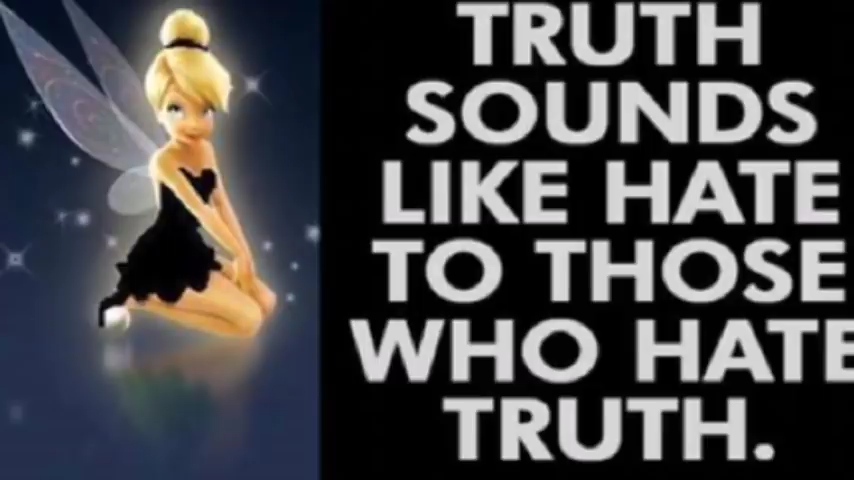 TRUTH
SOUNDS
LIKE HATE
TO THOSE
WHO HATE
TRUTH.